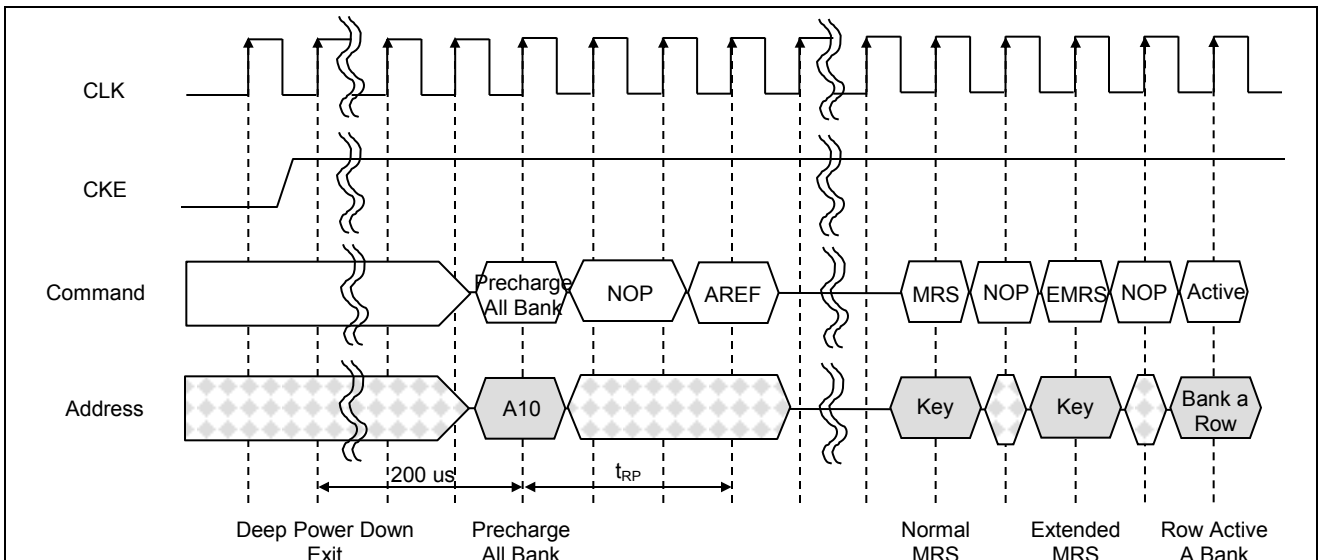 CLK
CKE
Command
Precharge
All Bank
NOP
AREF
MRS
NOP
EMRS
NOP
Active
Address
A10
Key
Key
Bank a
Row
200 us
tRP
Deep Power Down
Exit
Precharge
All Bank
Normal
MRS
Extended
MRS
Row Active
A Bank